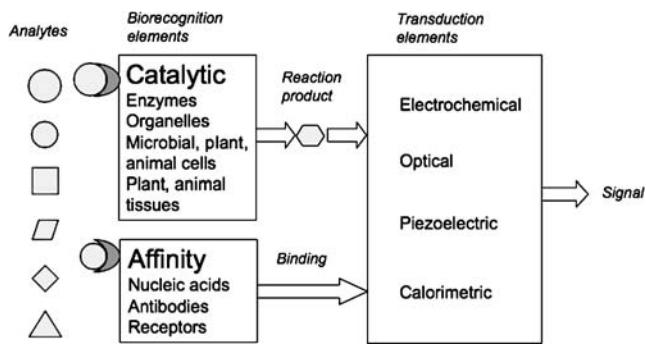 Analytes
Biorecognition
elements
Transduction
elements
Catalytic
Enzymes
Organelles
Microbial, plant,
animal cells
Plant, animal
tissues
Reaction
product
Affinity
Nucleic acids
Antibodies
Receptors
Binding
Electrochemical
Optical
Piezoelectric
Calorimetric
Signal